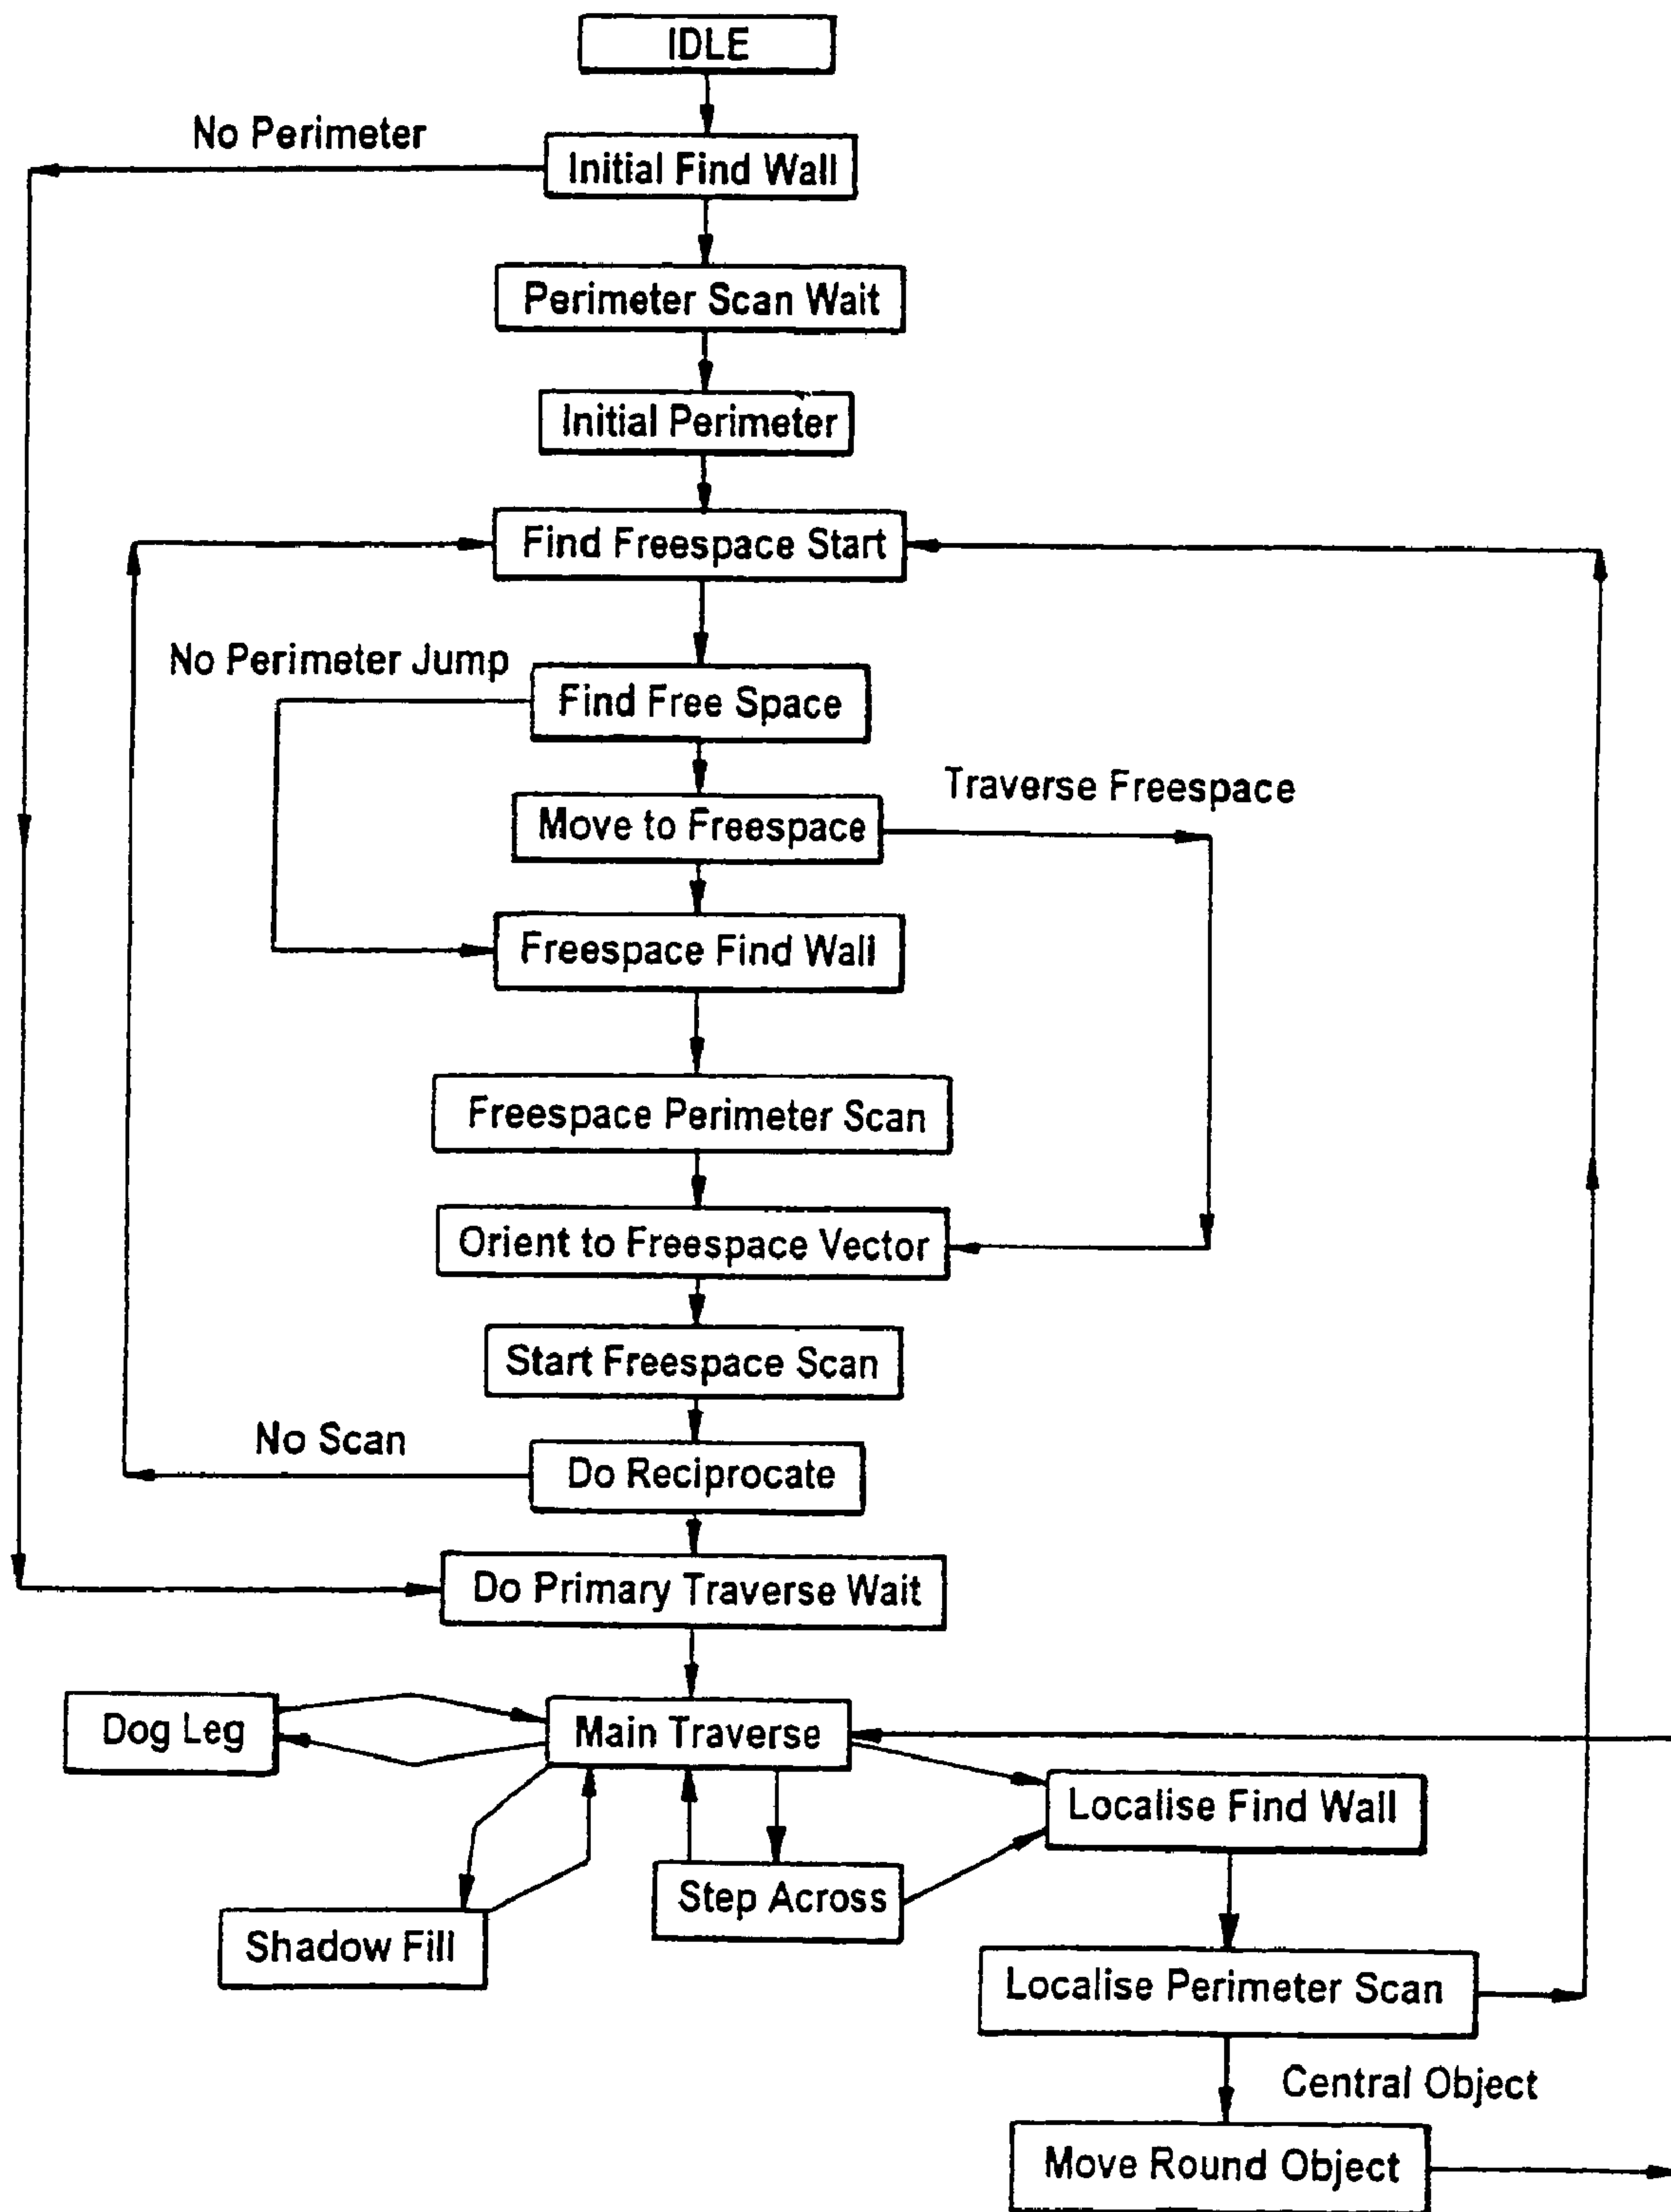 IDLE
No Perimeter
Initial Find Wall
Perimeter Scan Wait
Initial Perimeter
Find Freespace Start
No Perimeter Jump
Find Free Space
Traverse Freespace
Move to Freespace
Freespace Find Wall
Freespace Perimeter Scan
Orient to Freespace Vector
Start Freespace Scan
No Scan
Do Reciprocate
Do Primary Traverse Wait
Dog Leg
Main Traverse
Localise Find Wall
Step Across
Shadow Fill
Localise Perimeter Scan
Central Object
Move Round Object